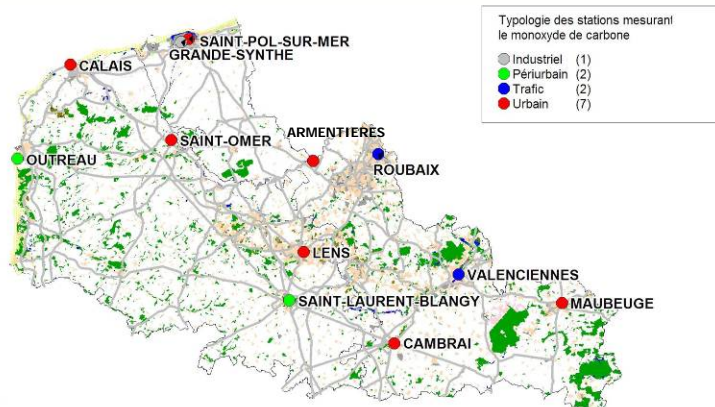 Typologie des stations mesurant
le monoxyde de carbone
Industriel (1)
Périurbain (2)
Trafic (2)
Urbain (7)
SAINT-POL-SUR-MER
GRANDE-SYNTHE
CALAIS
ARMENTIERES
SAINT-OMER
OUTREAU
ROUBAIX
LENS
VALENCIENNES
SAINT-LAURENT-BLANGY
MAUBEUGE
CAMBRAI